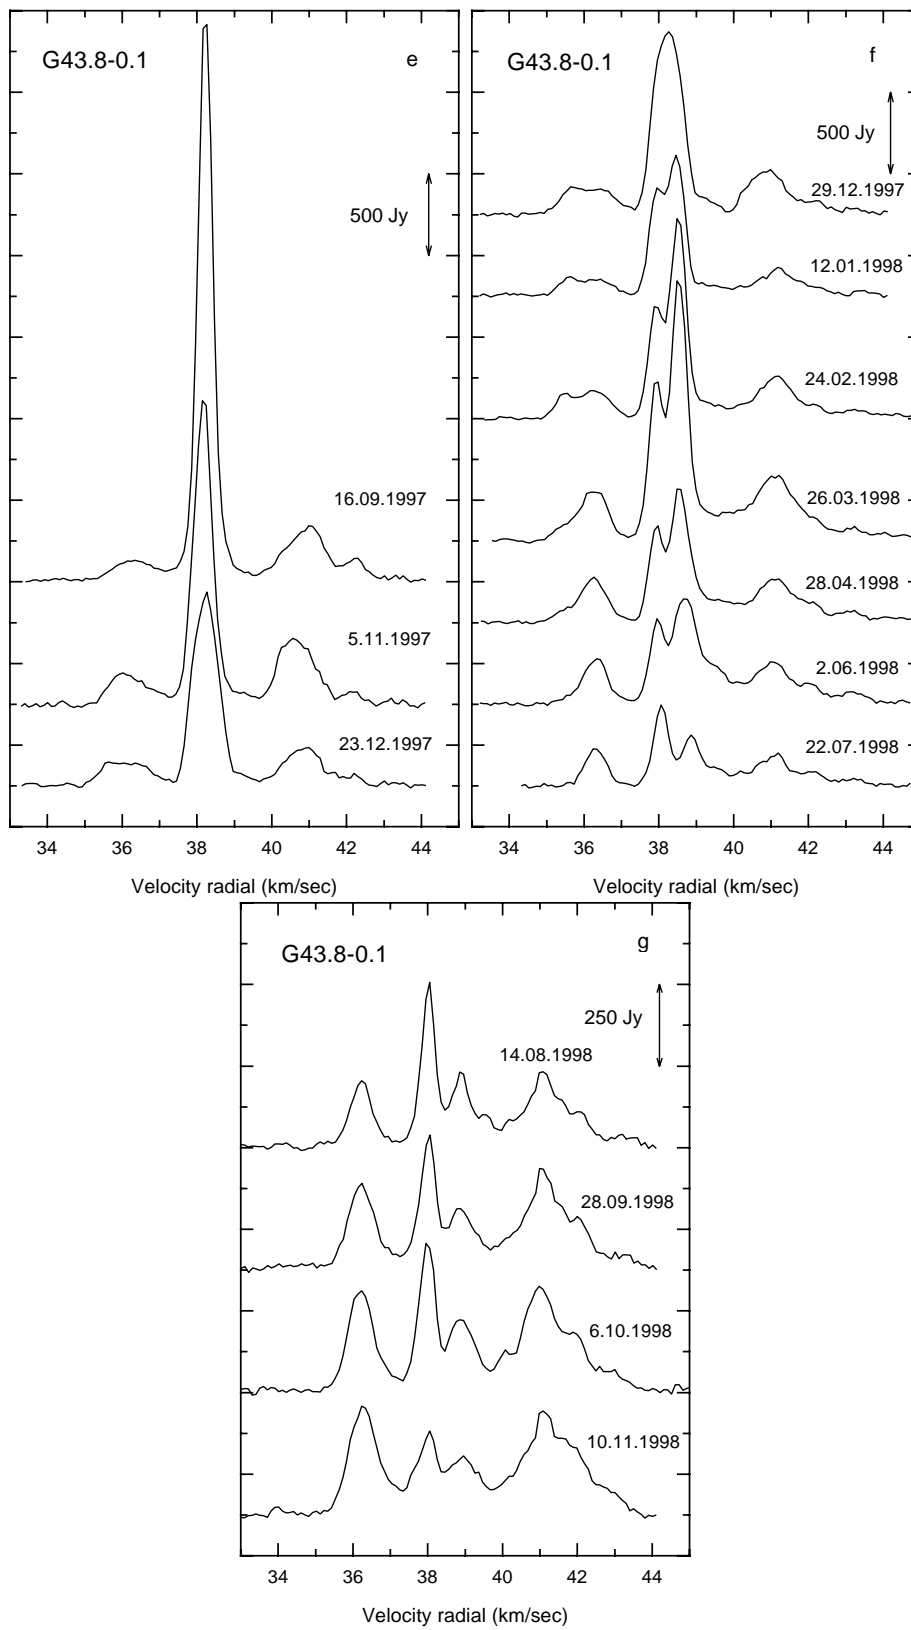 G43.8-0.1
e
500 Jy
16.09.1997
5.11.1997
23.12.1997
34 36 38 40 42
Velocity radial (km/sec)
G43.8-0.1
f
500 Jy
29.12.1997
12.01.1998
24.02.1998
26.03.1998
28.04.1998
2.06.1998
22.07.1998
34 36 38 40 42 44
Velocity radial (km/sec)
G43.8-0.1
g
250 Jy
14.08.1998
28.09.1998
6.10.1998
10.11.1998
34 36 38 40 42 44
Velocity radial (km/sec)